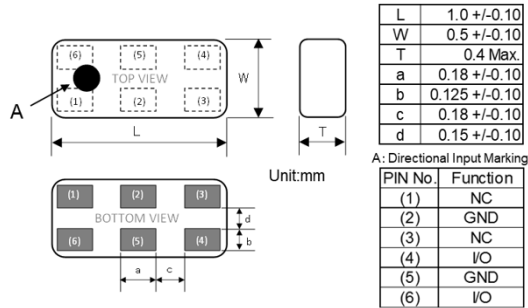 (6) (5) (4)
TOP VIEW
(1) (2) (3)
A
W
L
T
Unit:mm
(1) (2) (3)
BOTTOM VIEW
(6) (5) (4)
d
b
a
c
L 1.0 +/-0.10
W 0.5 +/-0.10
T 0.4 Max.
a 0.18 +/-0.10
b 0.125 +/-0.10
c 0.18 +/-0.10
d 0.15 +/-0.10
A: Directional Input Marking
PIN No. Function
(1) NC
(2) GND
(3) NC
(4) I/O
(5) GND
(6) I/O